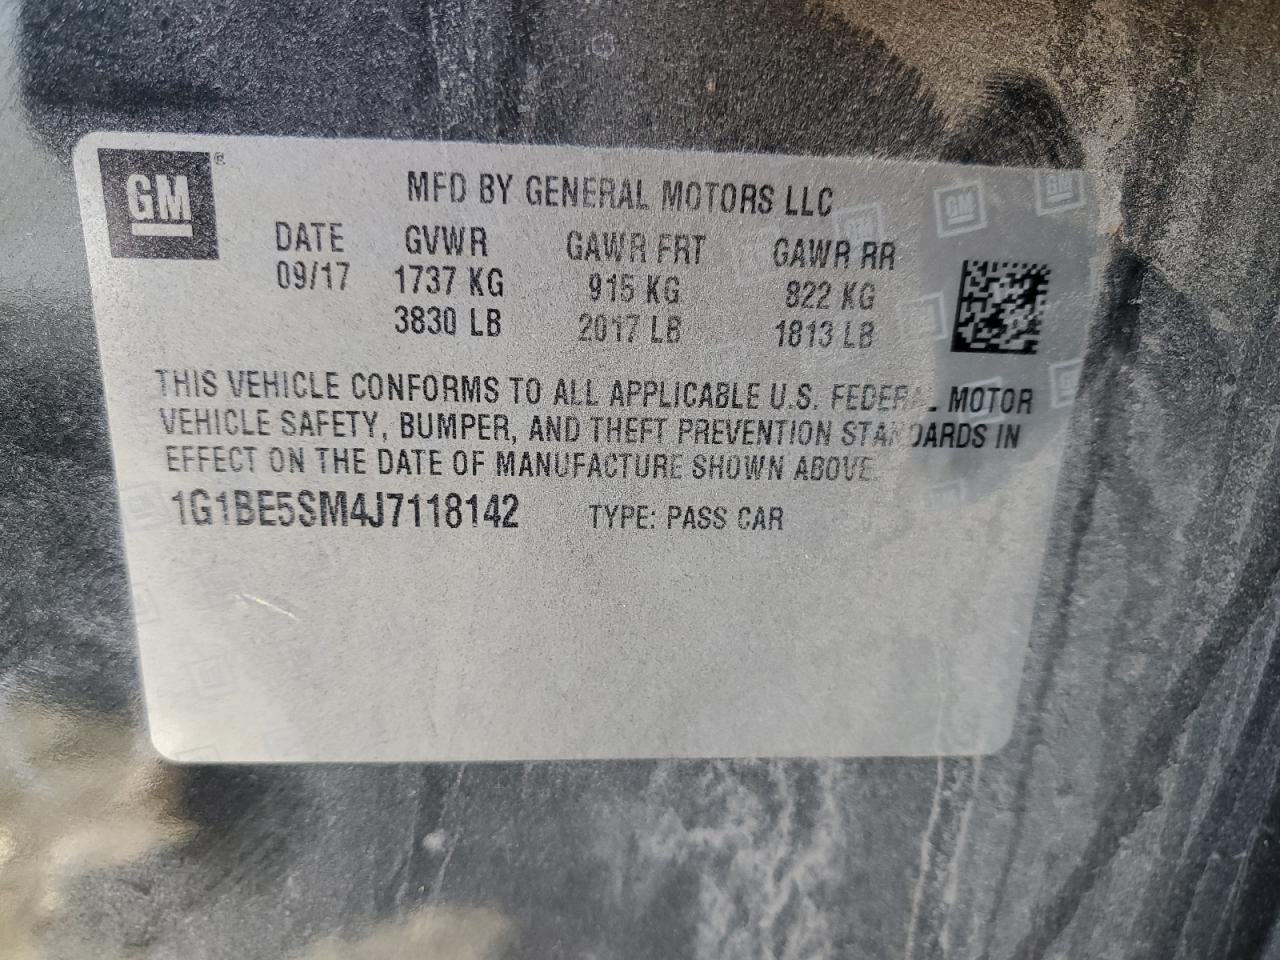 GM ®
MFD BY GENERAL MOTORS LLC
DATE GVWR GAWR FRT GAWR RR
09/17 1737 KG 915 KG 822 KG
3830 LB 2017 LB 1813 LB
THIS VEHICLE CONFORMS TO ALL APPLICABLE U.S. FEDERAL MOTOR
VEHICLE SAFETY, BUMPER, AND THEFT PREVENTION STANDARDS IN
EFFECT ON THE DATE OF MANUFACTURE SHOWN ABOVE.
1G1BE5SM4J7118142 TYPE: PASS CAR